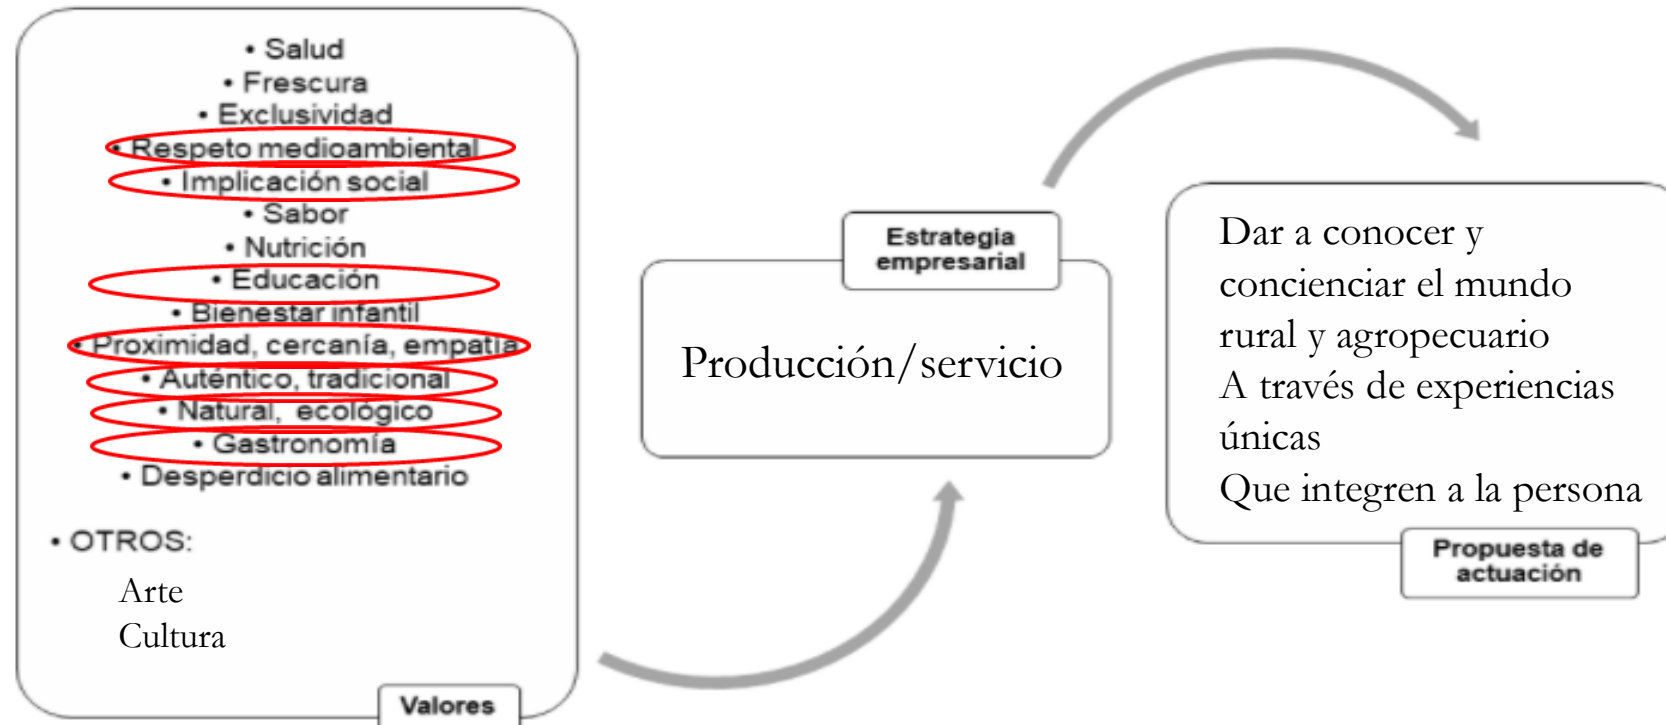 • Salud
• Frescura
• Exclusividad
• Respeto medioambiental
• Implicación social
• Sabor
• Nutrición
• Educación
• Bienestar infantil
• Proximidad, cercanía, empatía
• Auténtico, tradicional
• Natural, ecológico
• Gastronomía
• Desperdicio alimentario
• OTROS:
Arte
Cultura
Valores
Estrategia
empresarial
Producción/servicio
Dar a conocer y
concienciar el mundo
rural y agropecuario
A través de experiencias
únicas
Que integren a la persona
Propuesta de
actuación